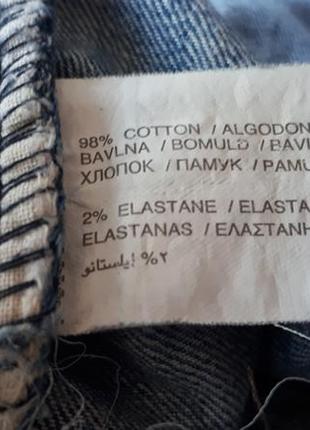 98% COTTON / ALGODON
BAVLNA / BOMULD / BAVL
ХЛОПОК / ПАМУК / PAMU
2% ELASTANE / ELASTA
ELASTANAS / ΕΛΑΣΤΑΝΗ
٢% إيلستانو